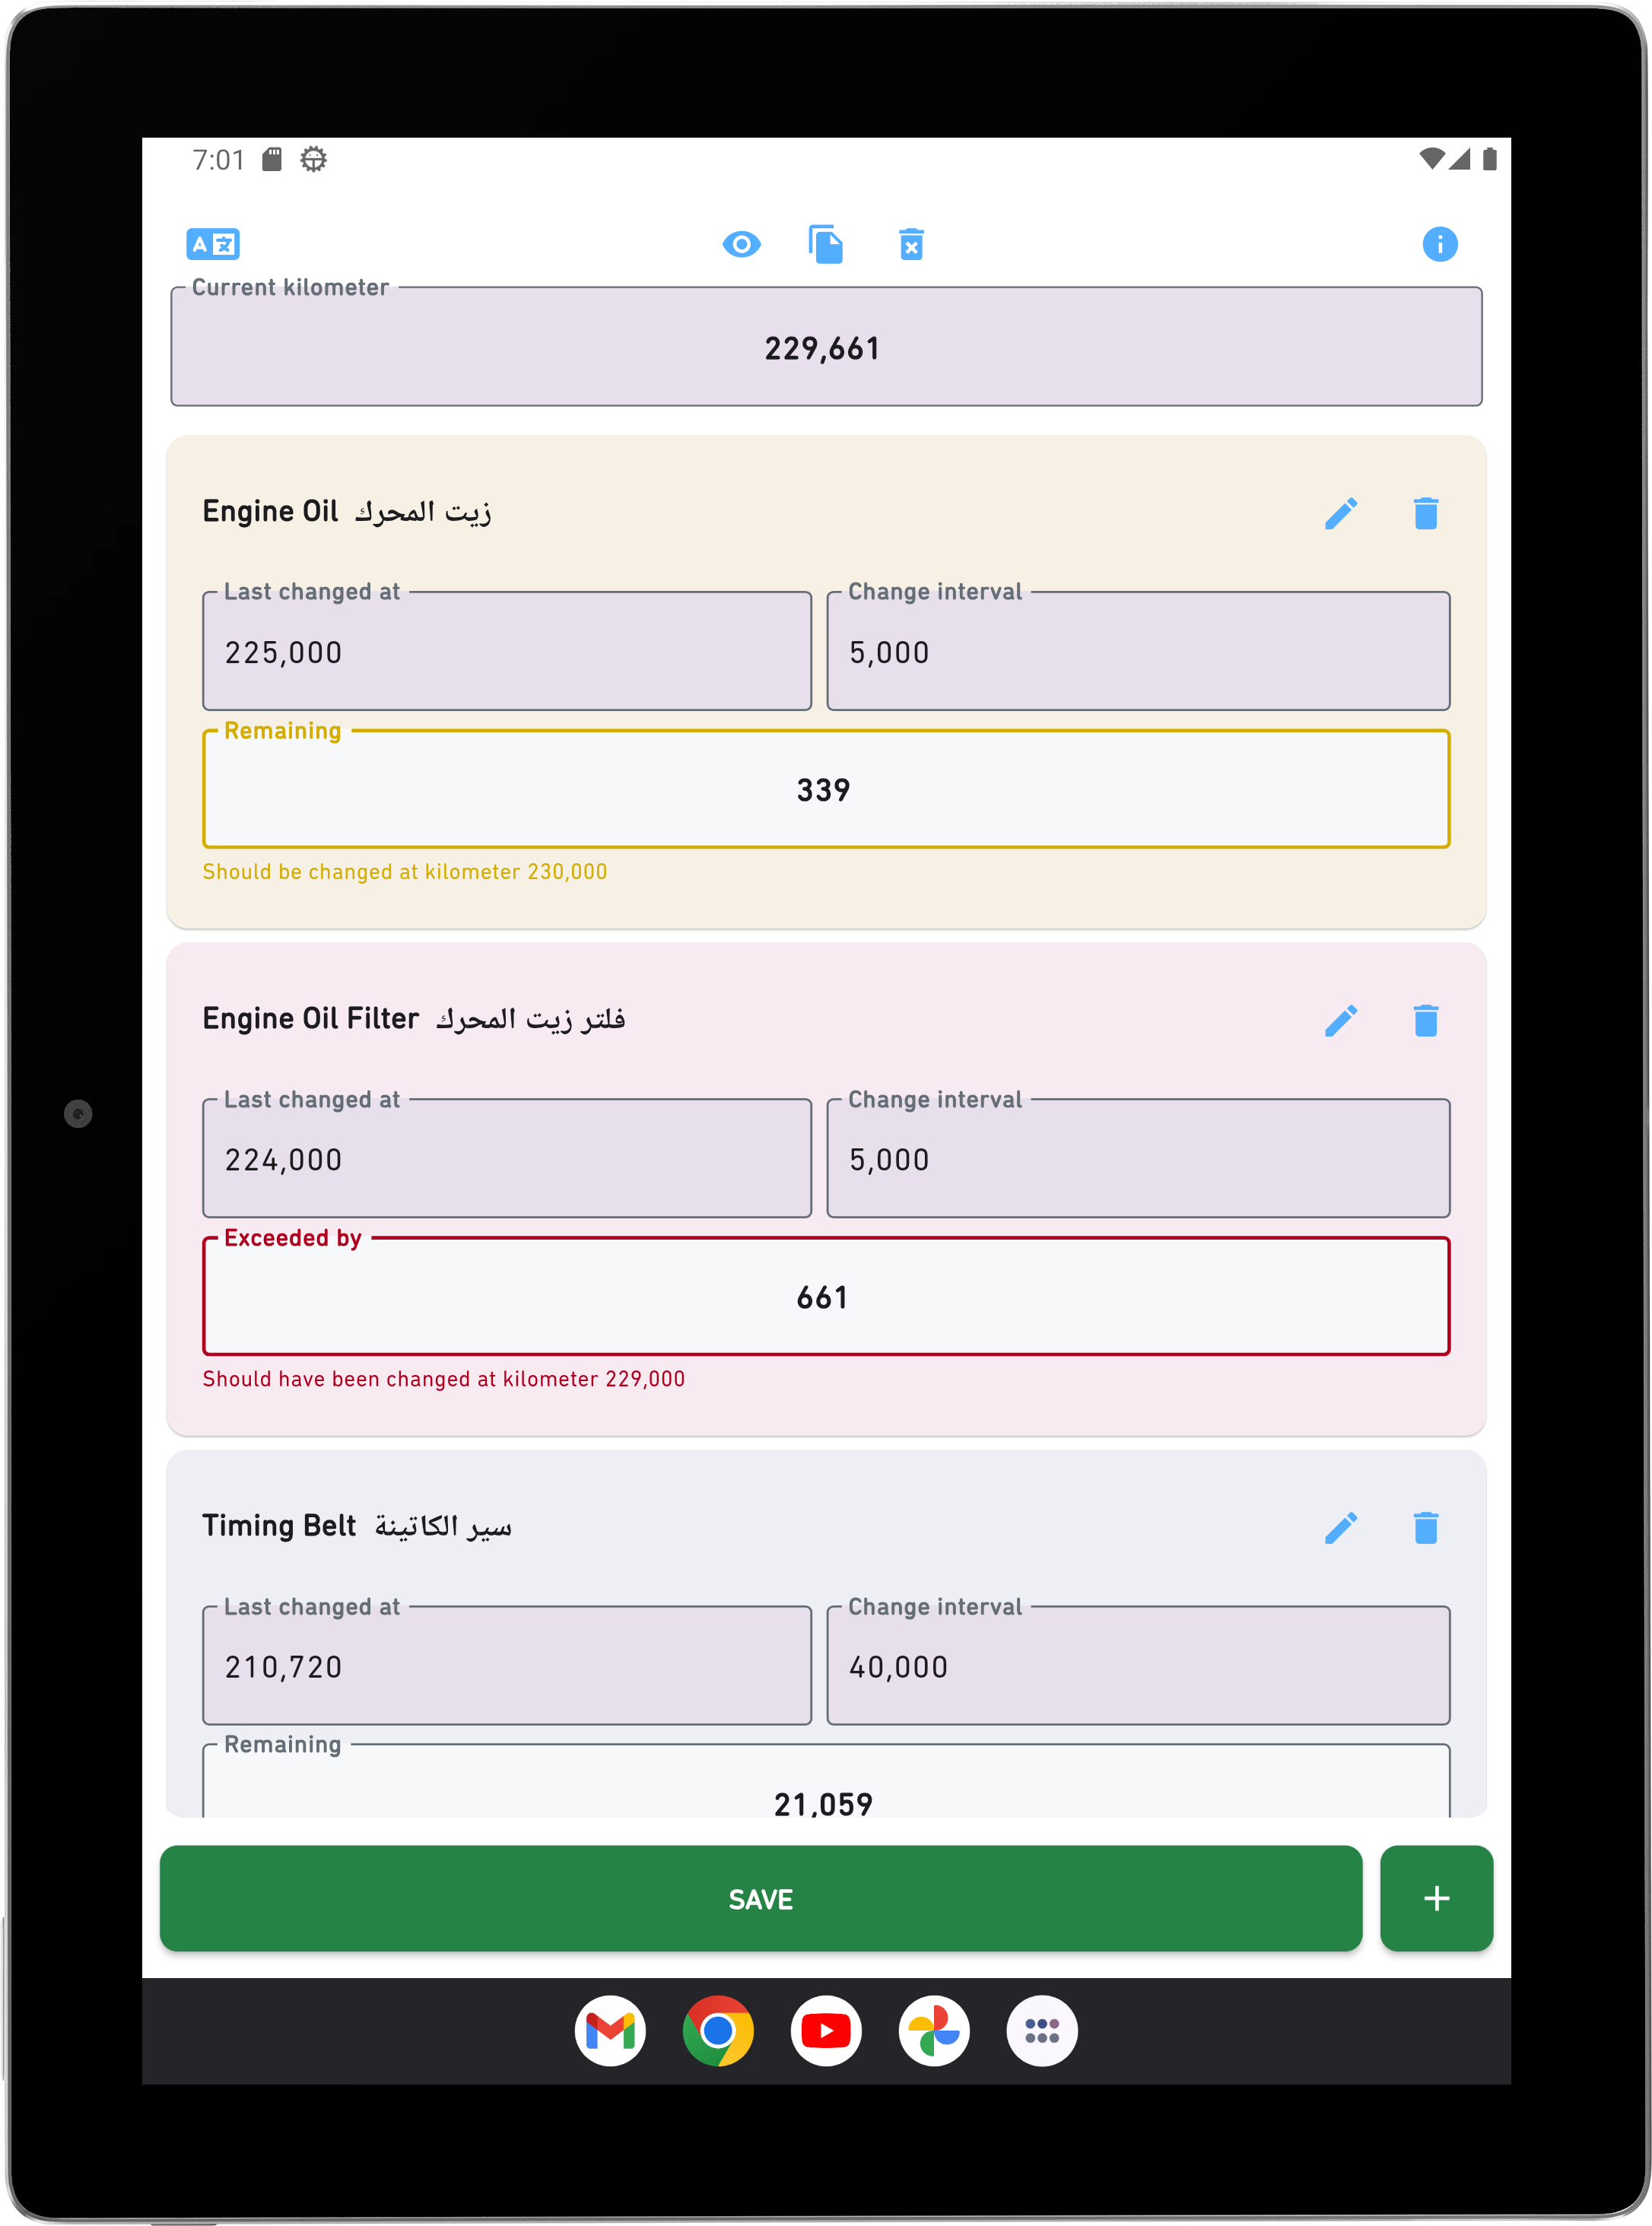 7:01
A
Current kilometer
229,661
Engine Oil زيت المحرك
Last changed at
Change interval
225,000
5,000
Remaining
339
Should be changed at kilometer 230,000
Engine Oil Filter فلتر زيت المحرك
Last changed at
Change interval
224,000
5,000
Exceeded by
661
Should have been changed at kilometer 229,000
Timing Belt سير الكاتينة
Last changed at
Change interval
210,720
40,000
Remaining
21,059
SAVE
+